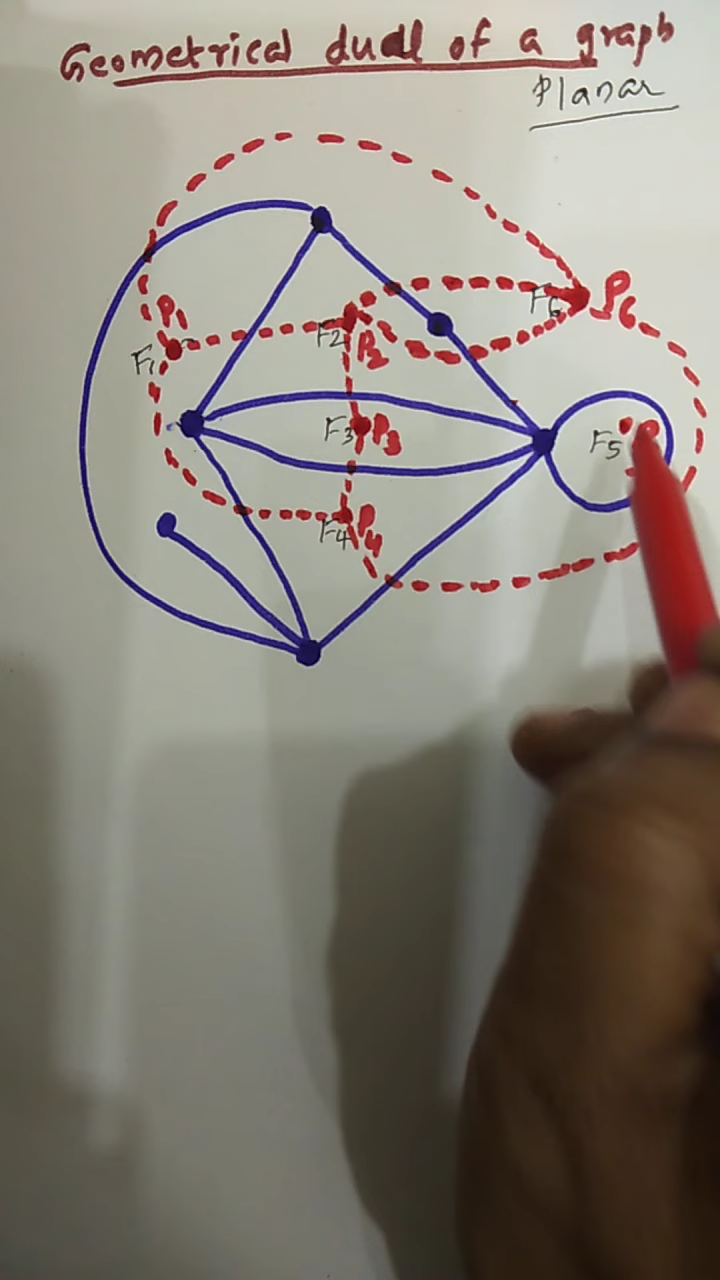 Geometrical dual of a graph
Planar
F6 P6
P1
F1
F2 P2
F3 P3
F5 P
F4 P4